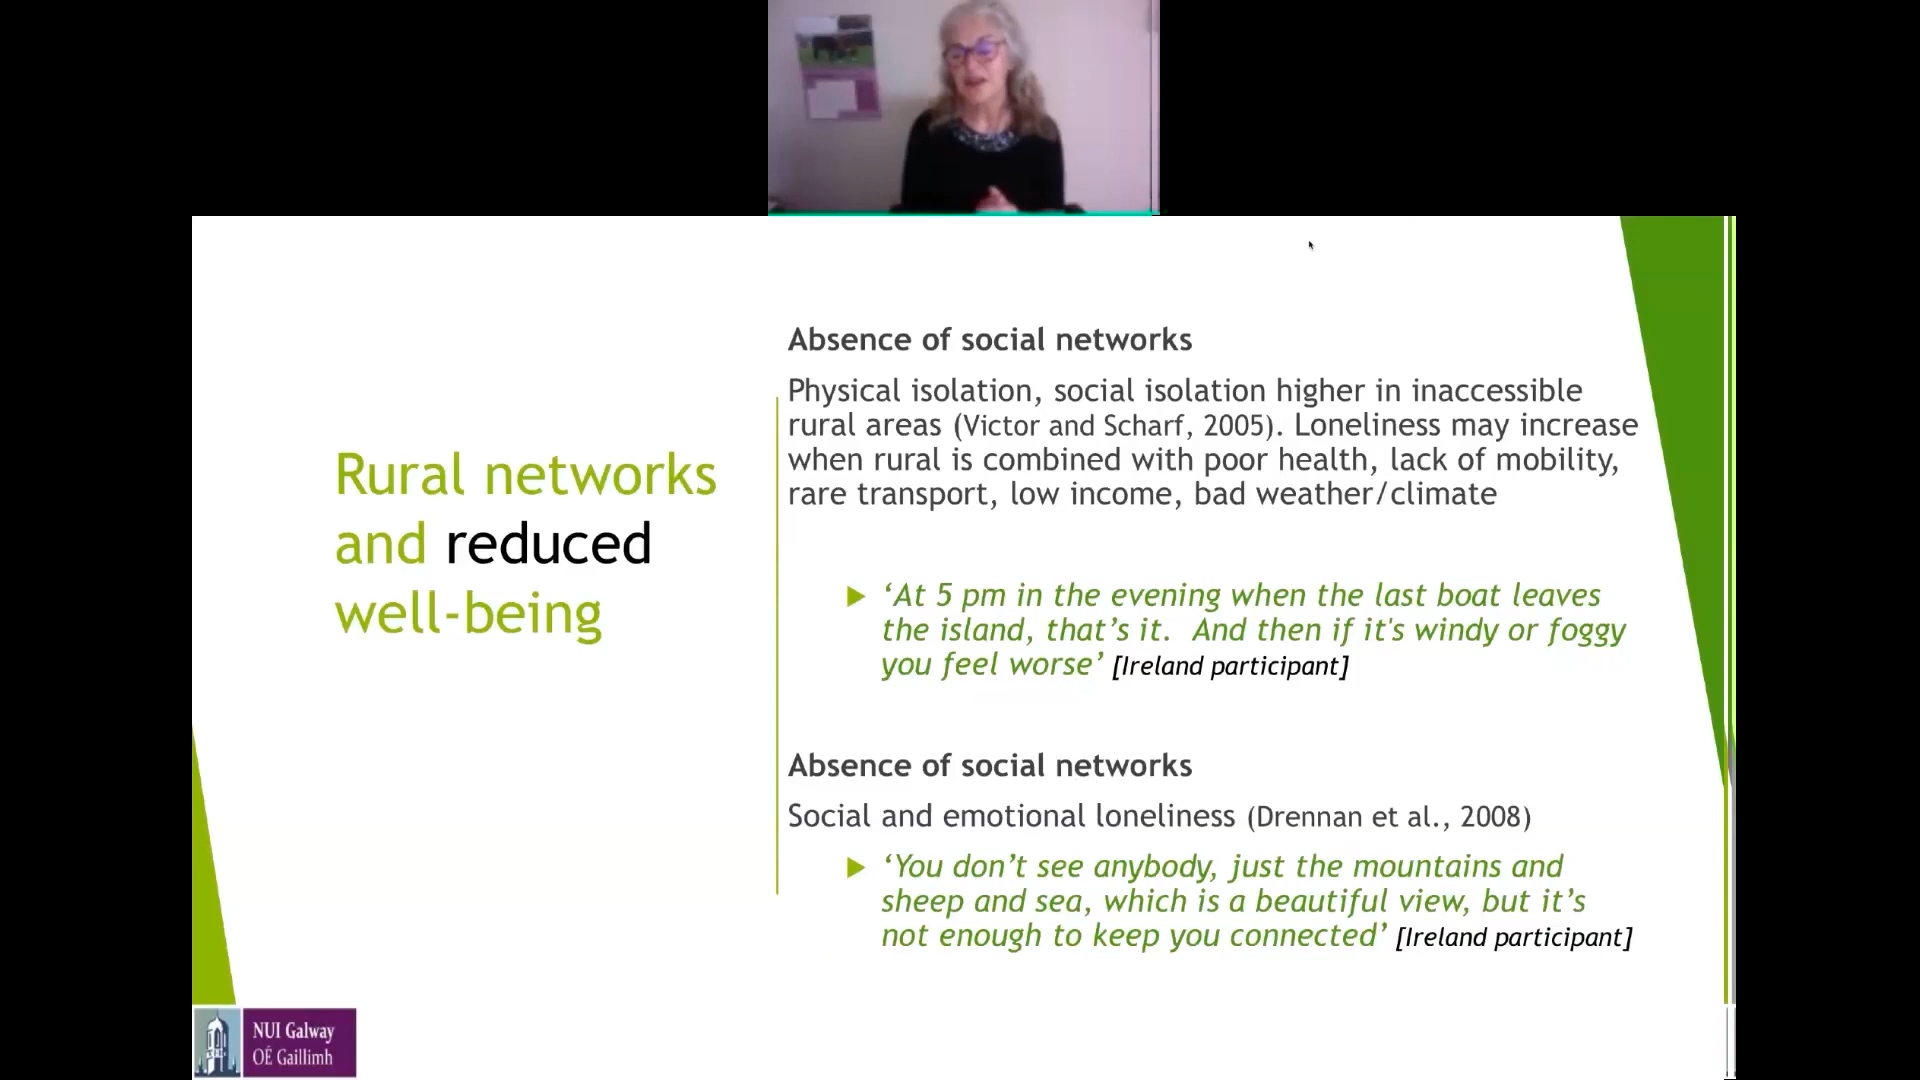 Rural networks
and reduced
well-being
Absence of social networks
Physical isolation, social isolation higher in inaccessible
rural areas (Victor and Scharf, 2005). Loneliness may increase
when rural is combined with poor health, lack of mobility,
rare transport, low income, bad weather/climate
‘At 5 pm in the evening when the last boat leaves
the island, that’s it.  And then if it's windy or foggy
you feel worse’ [Ireland participant]
Absence of social networks
Social and emotional loneliness (Drennan et al., 2008)
‘You don’t see anybody, just the mountains and
sheep and sea, which is a beautiful view, but it’s
not enough to keep you connected’ [Ireland participant]
NUI Galway
OÉ Gaillimh